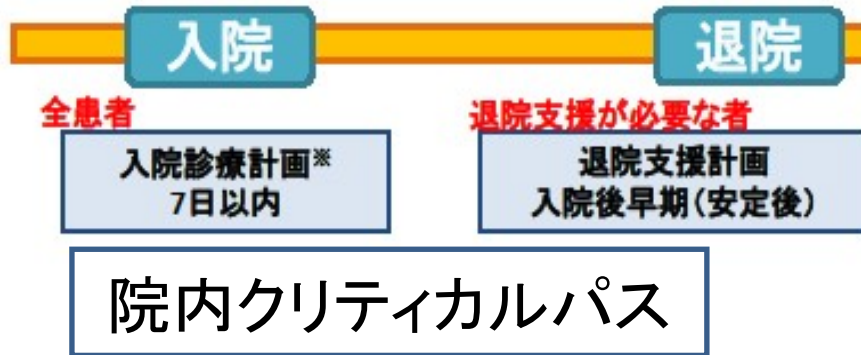 入院
退院
全患者
退院支援が必要な者
入院診療計画※
7日以内
退院支援計画
入院後早期(安定後)
院内クリティカルパス